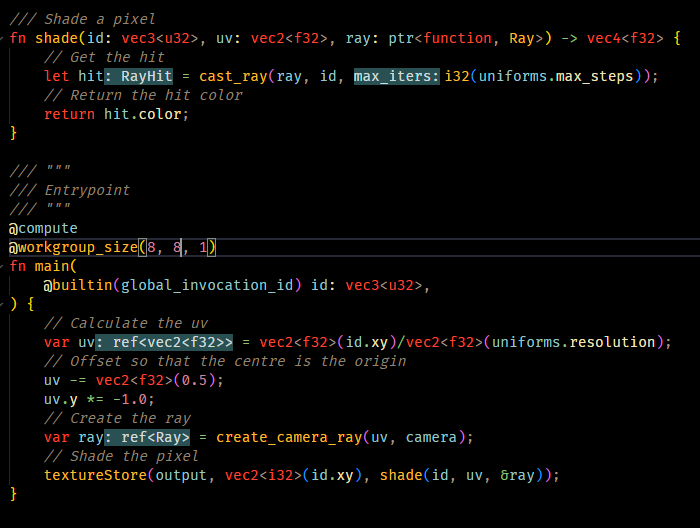 /// Shade a pixel
fn shade(id: vec3<u32>, uv: vec2<f32>, ray: ptr<function, Ray>) -> vec4<f32> {
    // Get the hit
    let hit: RayHit = cast_ray(ray, id, max_iters: i32(uniforms.max_steps));
    // Return the hit color
    return hit.color;
}

/// """
/// Entrypoint
/// """
@compute
@workgroup_size(8, 8, 1)
fn main(
    @builtin(global_invocation_id) id: vec3<u32>,
) {
    // Calculate the uv
    var uv: ref<vec2<f32>> = vec2<f32>(id.xy)/vec2<f32>(uniforms.resolution);
    // Offset so that the centre is the origin
    uv -= vec2<f32>(0.5);
    uv.y *= -1.0;
    // Create the ray
    var ray: ref<Ray> = create_camera_ray(uv, camera);
    // Shade the pixel
    textureStore(output, vec2<i32>(id.xy), shade(id, uv, &ray));
}